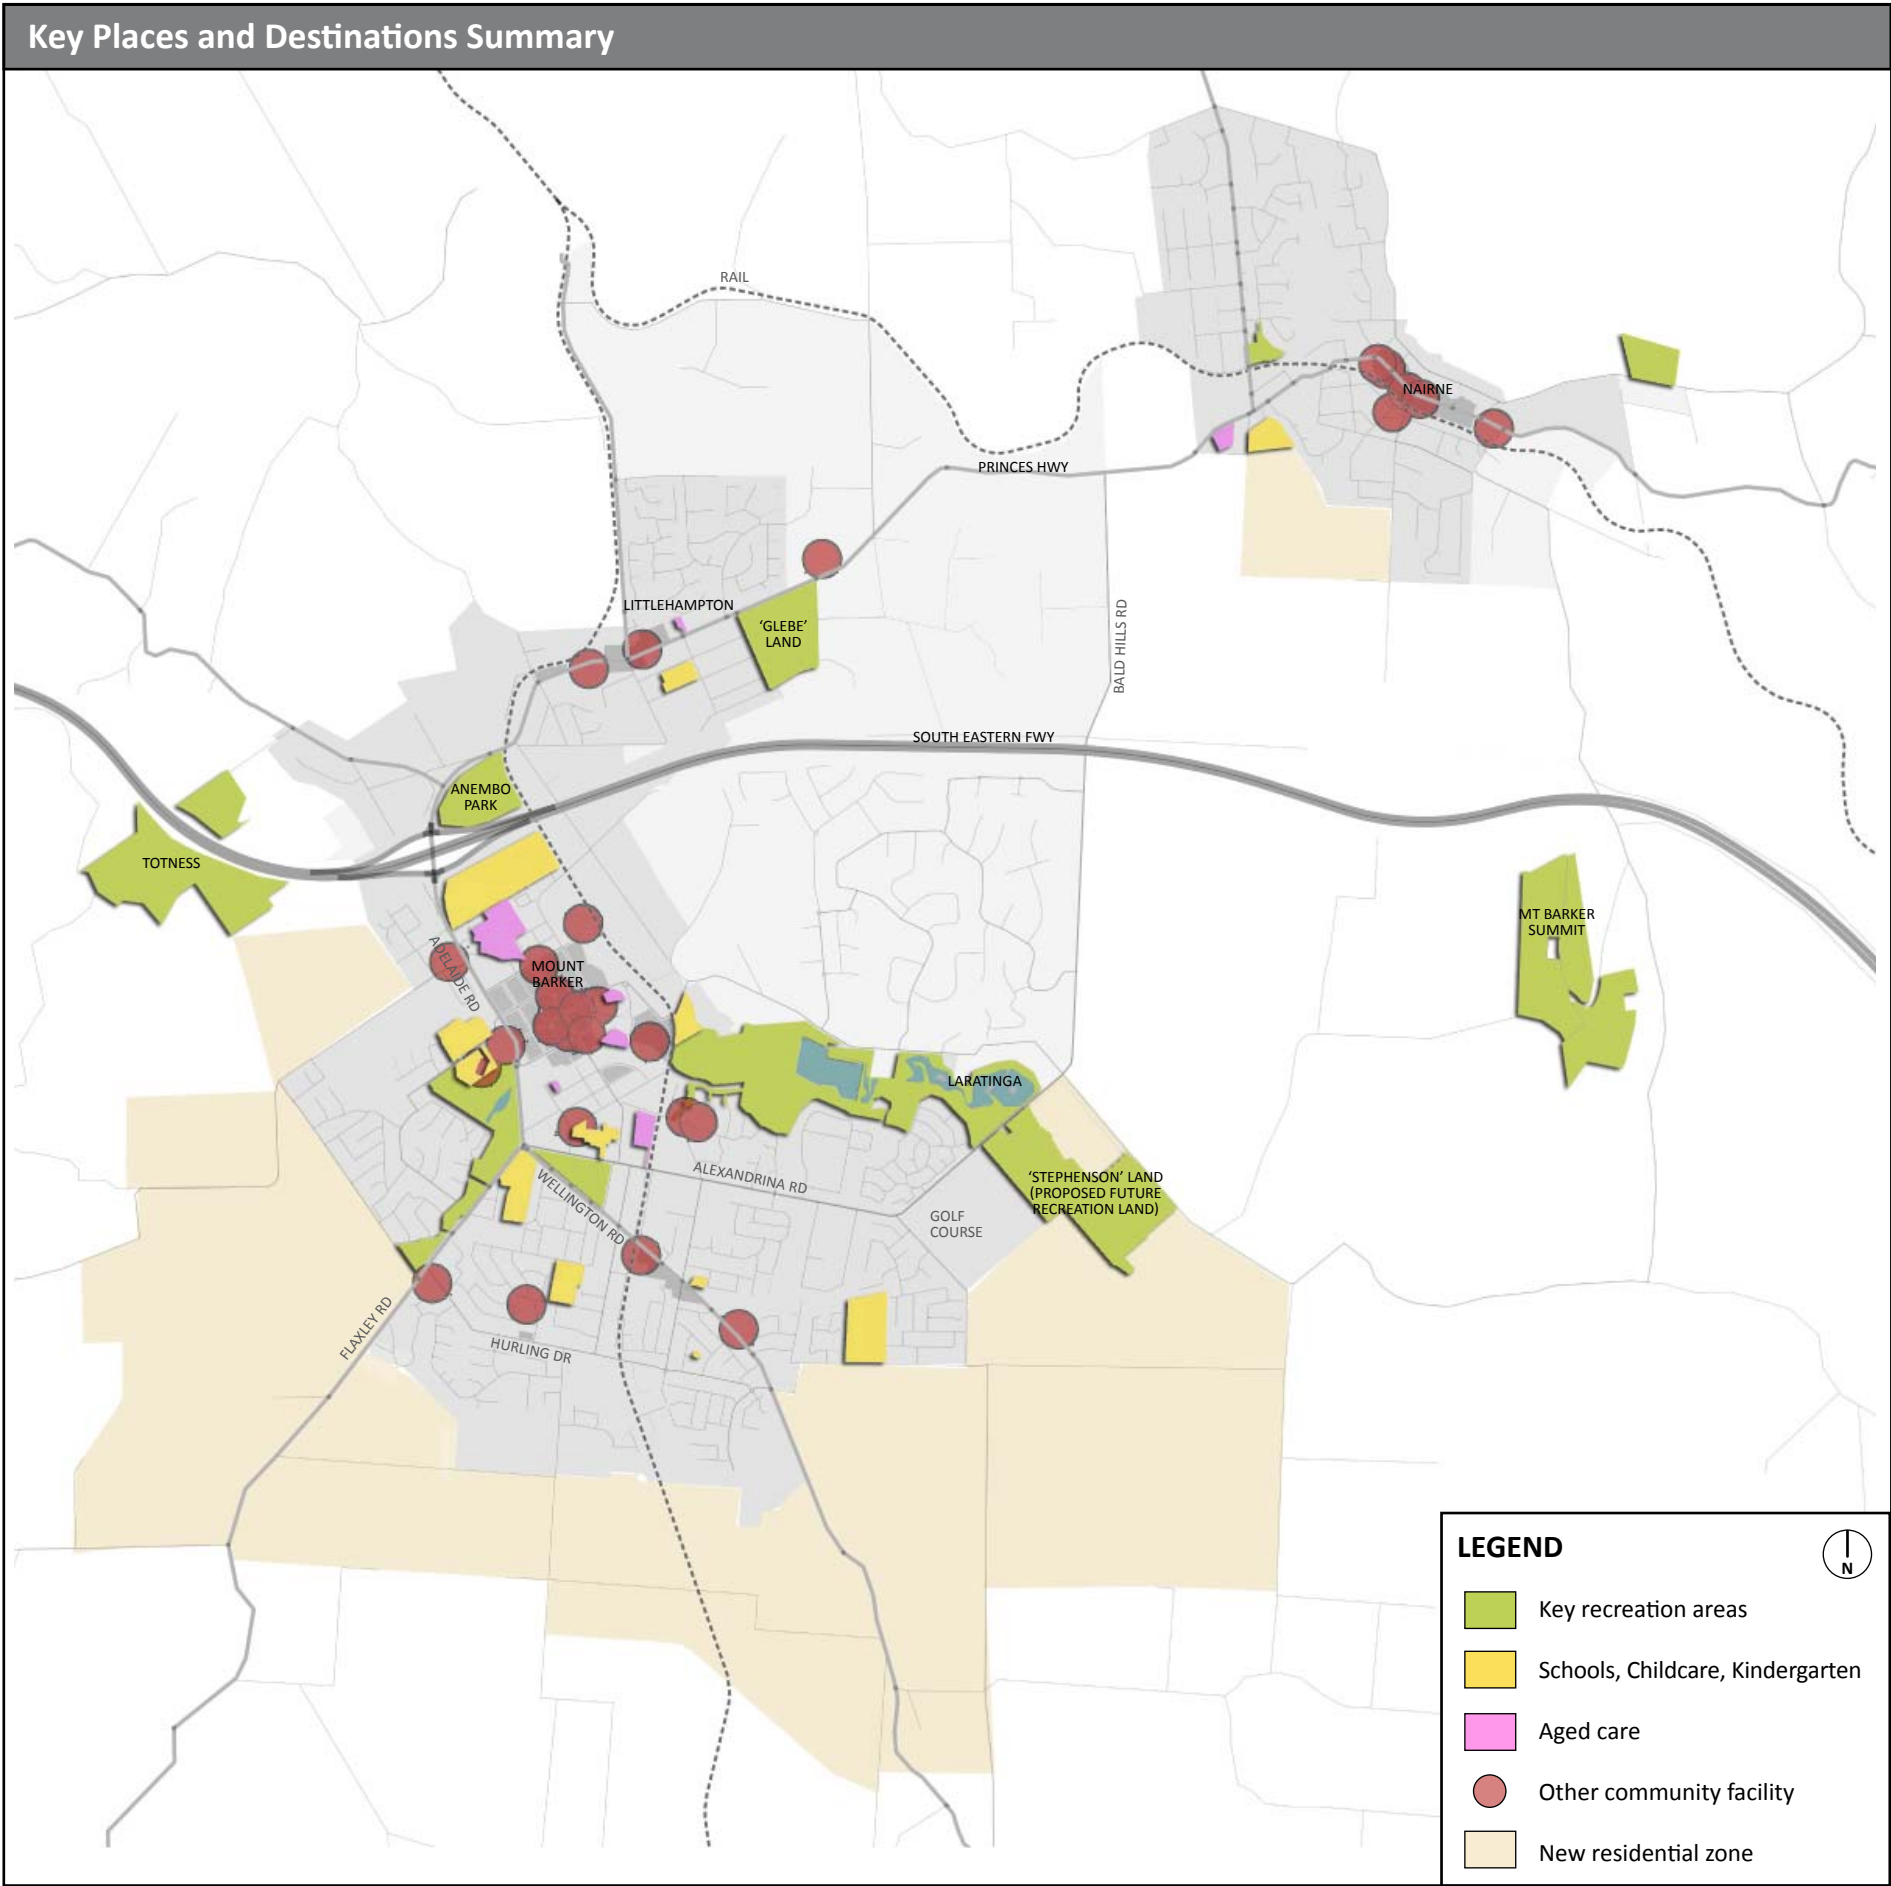 Key Places and Destinations Summary
RAIL
NAIRNE
PRINCES HWY
LITTLEHAMPTON
'GLEBE'
LAND
BALD HILLS RD
SOUTH EASTERN FWY
ANEMBO
PARK
TOTNESS
MT BARKER
SUMMIT
ADELAIDE RD
MOUNT
BARKER
LARATINGA
ALEXANDRINA RD
WELLINGTON RD
'STEPHENSON' LAND
(PROPOSED FUTURE
RECREATION LAND)
GOLF
COURSE
FLAXLEY RD
HURLING DR
LEGEND
N
Key recreation areas
Schools, Childcare, Kindergarten
Aged care
Other community facility
New residential zone